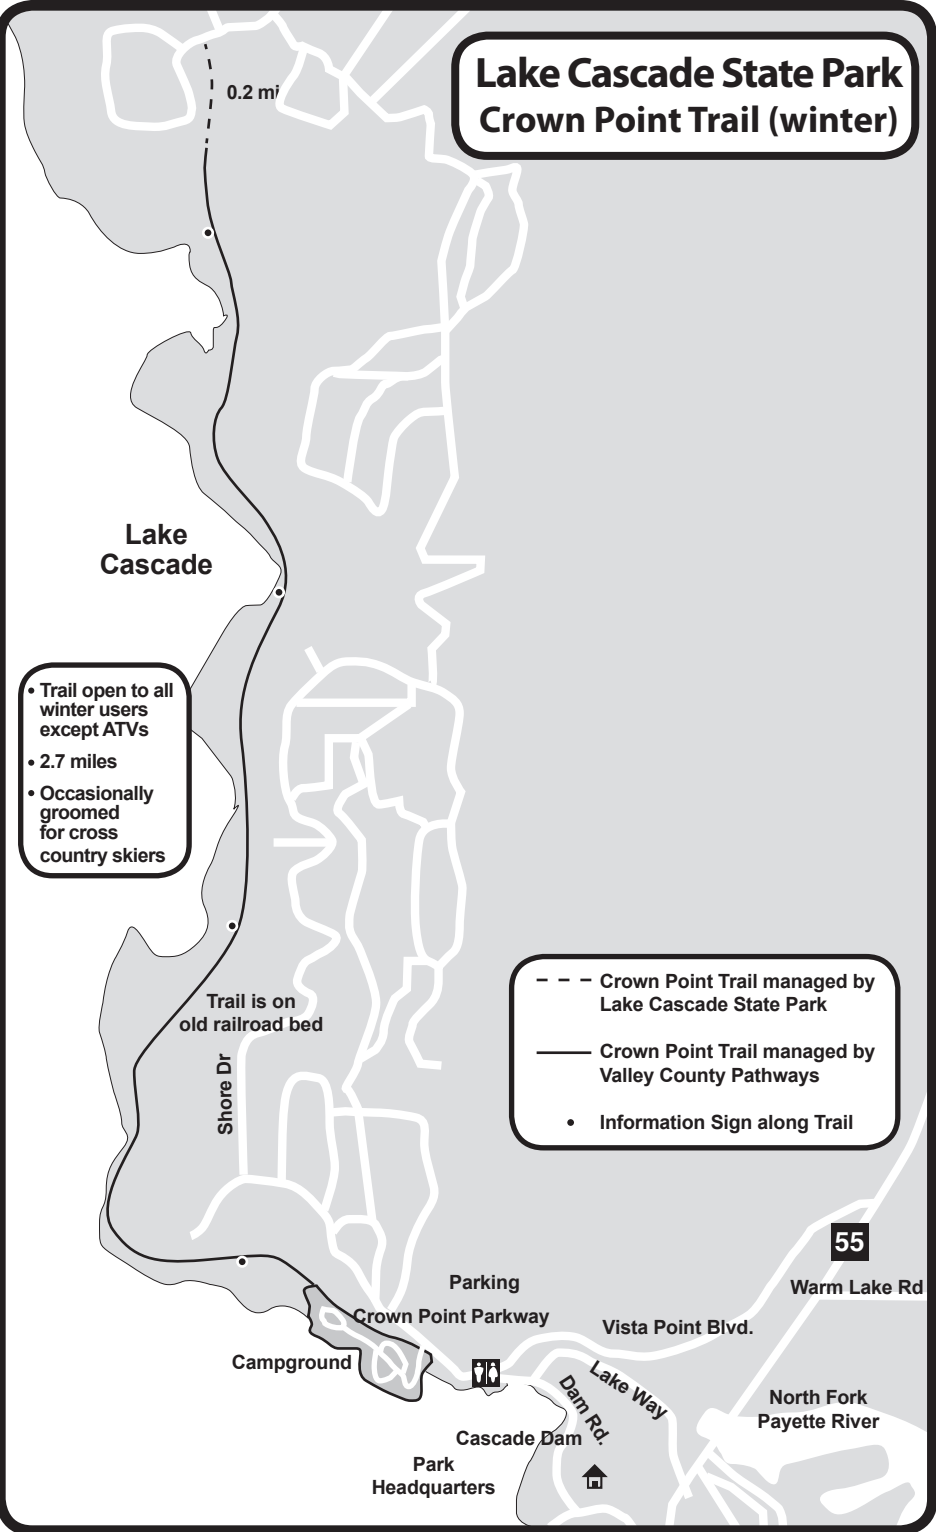 Lake Cascade State Park
Crown Point Trail (winter)
0.2 mi
Lake
Cascade
• Trail open to all
winter users
except ATVs
• 2.7 miles
• Occasionally
groomed
for cross
country skiers
Trail is on
old railroad bed
Shore Dr
Crown Point Trail managed by
Lake Cascade State Park
Crown Point Trail managed by
Valley County Pathways
Information Sign along Trail
55
Warm Lake Rd
Parking
Crown Point Parkway
Vista Point Blvd.
Campground
Lake Way
Dam Rd.
North Fork
Payette River
Cascade Dam
Park
Headquarters